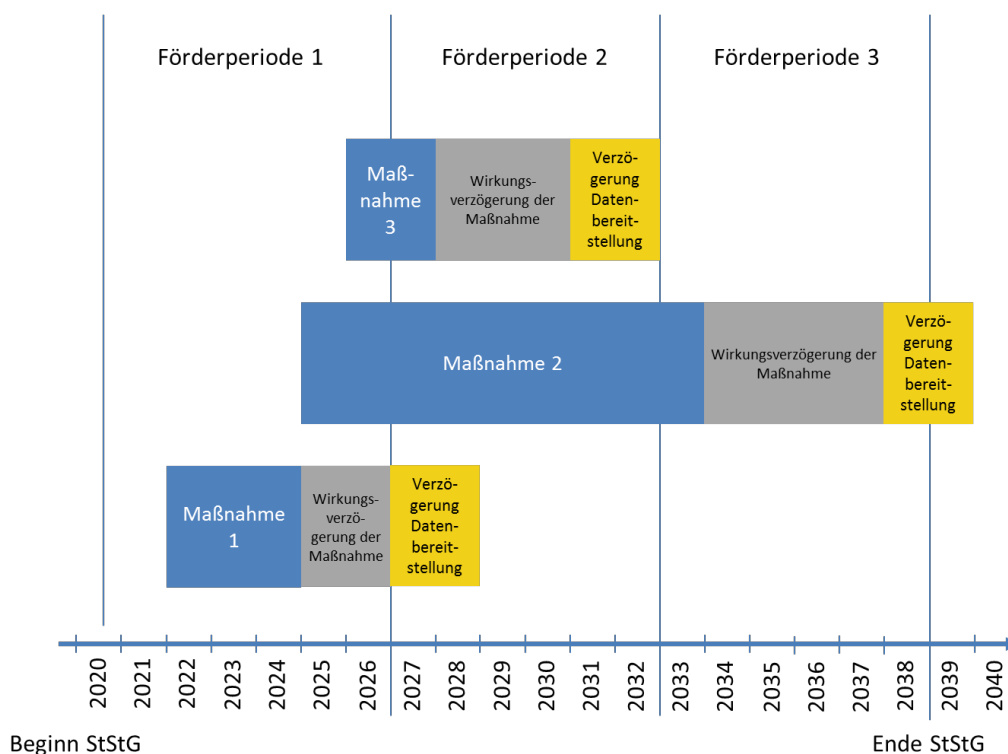 Förderperiode 1
Förderperiode 2
Förderperiode 3
Maß-
nahme
3
Wirkungs-
verzögerung der
Maßnahme
Verzö-
gerung
Daten-
bereit-
stellung
Maßnahme 2
Wirkungsverzögerung der
Maßnahme
Verzö-
gerung
Daten-
bereit-
stellung
Maßnahme
1
Wirkungs-
verzö-
gerung der
Maßnahme
Verzö-
gerung
Daten-
bereit-
stellung
2020
2021
2022
2023
2024
2025
2026
2027
2028
2029
2030
2031
2032
2033
2034
2035
2036
2037
2038
2039
2040
Beginn StStG
Ende StStG